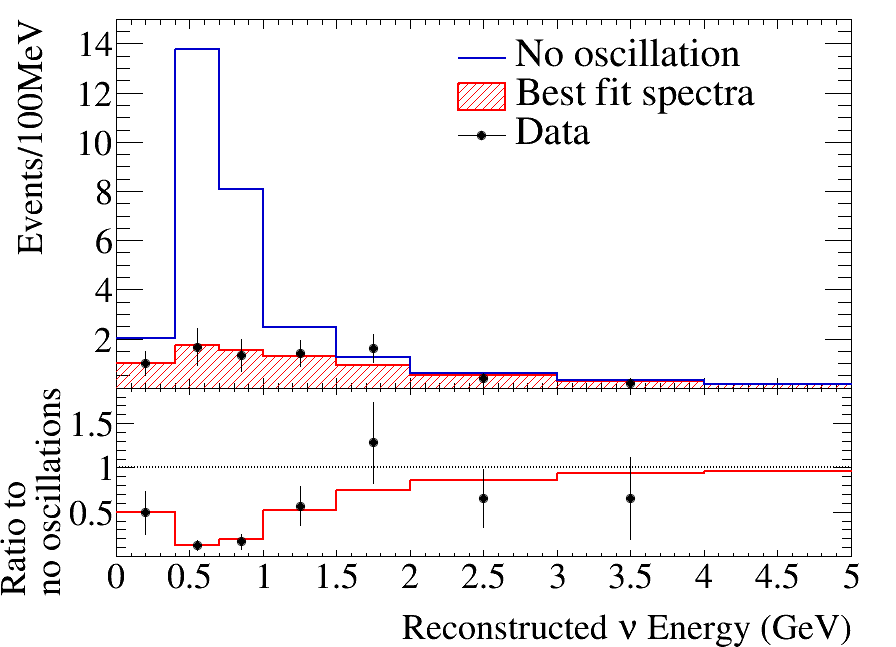 Events/100MeV
14
12
10
8
6
4
2
No oscillation
Best fit spectra
Data
Ratio to
no oscillations
1.5
1
0.5
0 0.5 1 1.5 2 2.5 3 3.5 4 4.5 5
Reconstructed ν Energy (GeV)